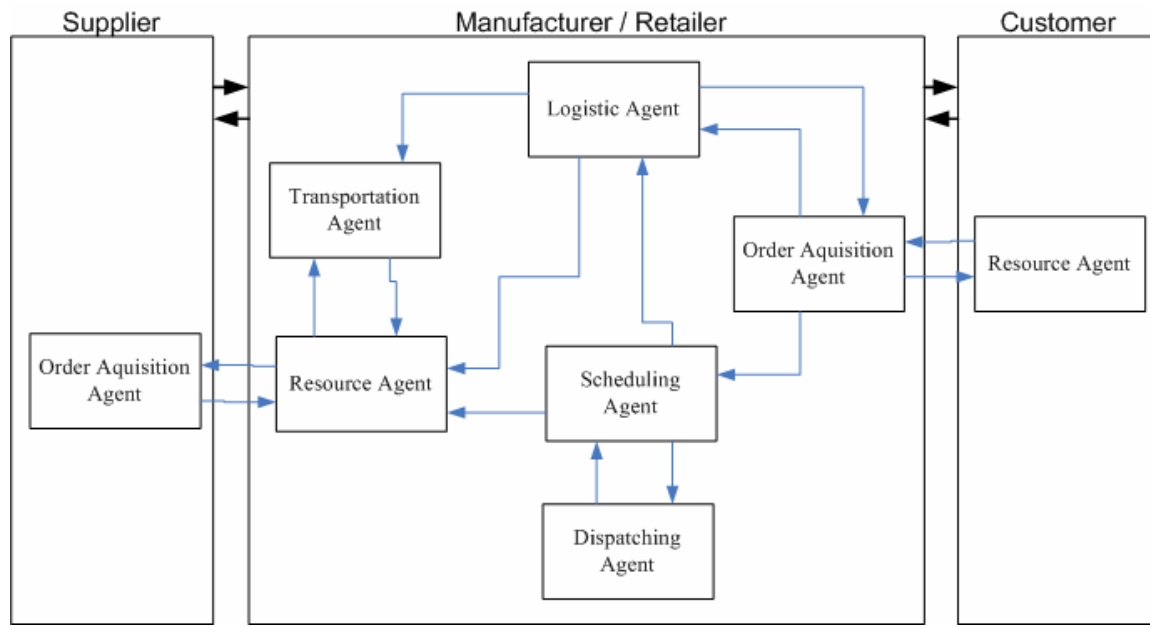 Supplier
Manufacturer / Retailer
Customer
Logistic Agent
Transportation
Agent
Order Aquisition
Agent
Resource Agent
Order Aquisition
Agent
Resource Agent
Scheduling
Agent
Dispatching
Agent